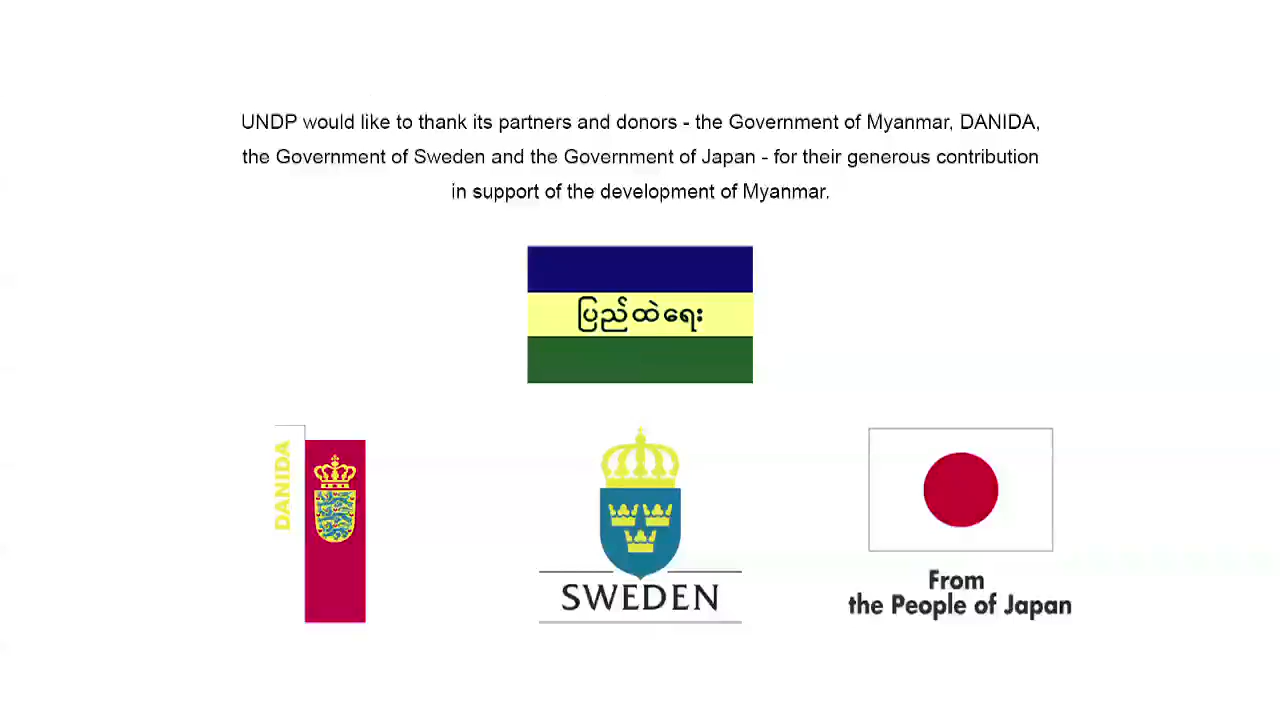 UNDP would like to thank its partners and donors - the Government of Myanmar, DANIDA,
the Government of Sweden and the Government of Japan - for their generous contribution
in support of the development of Myanmar.
ပြည်ထဲရေး
DANIDA
SWEDEN
From
the People of Japan